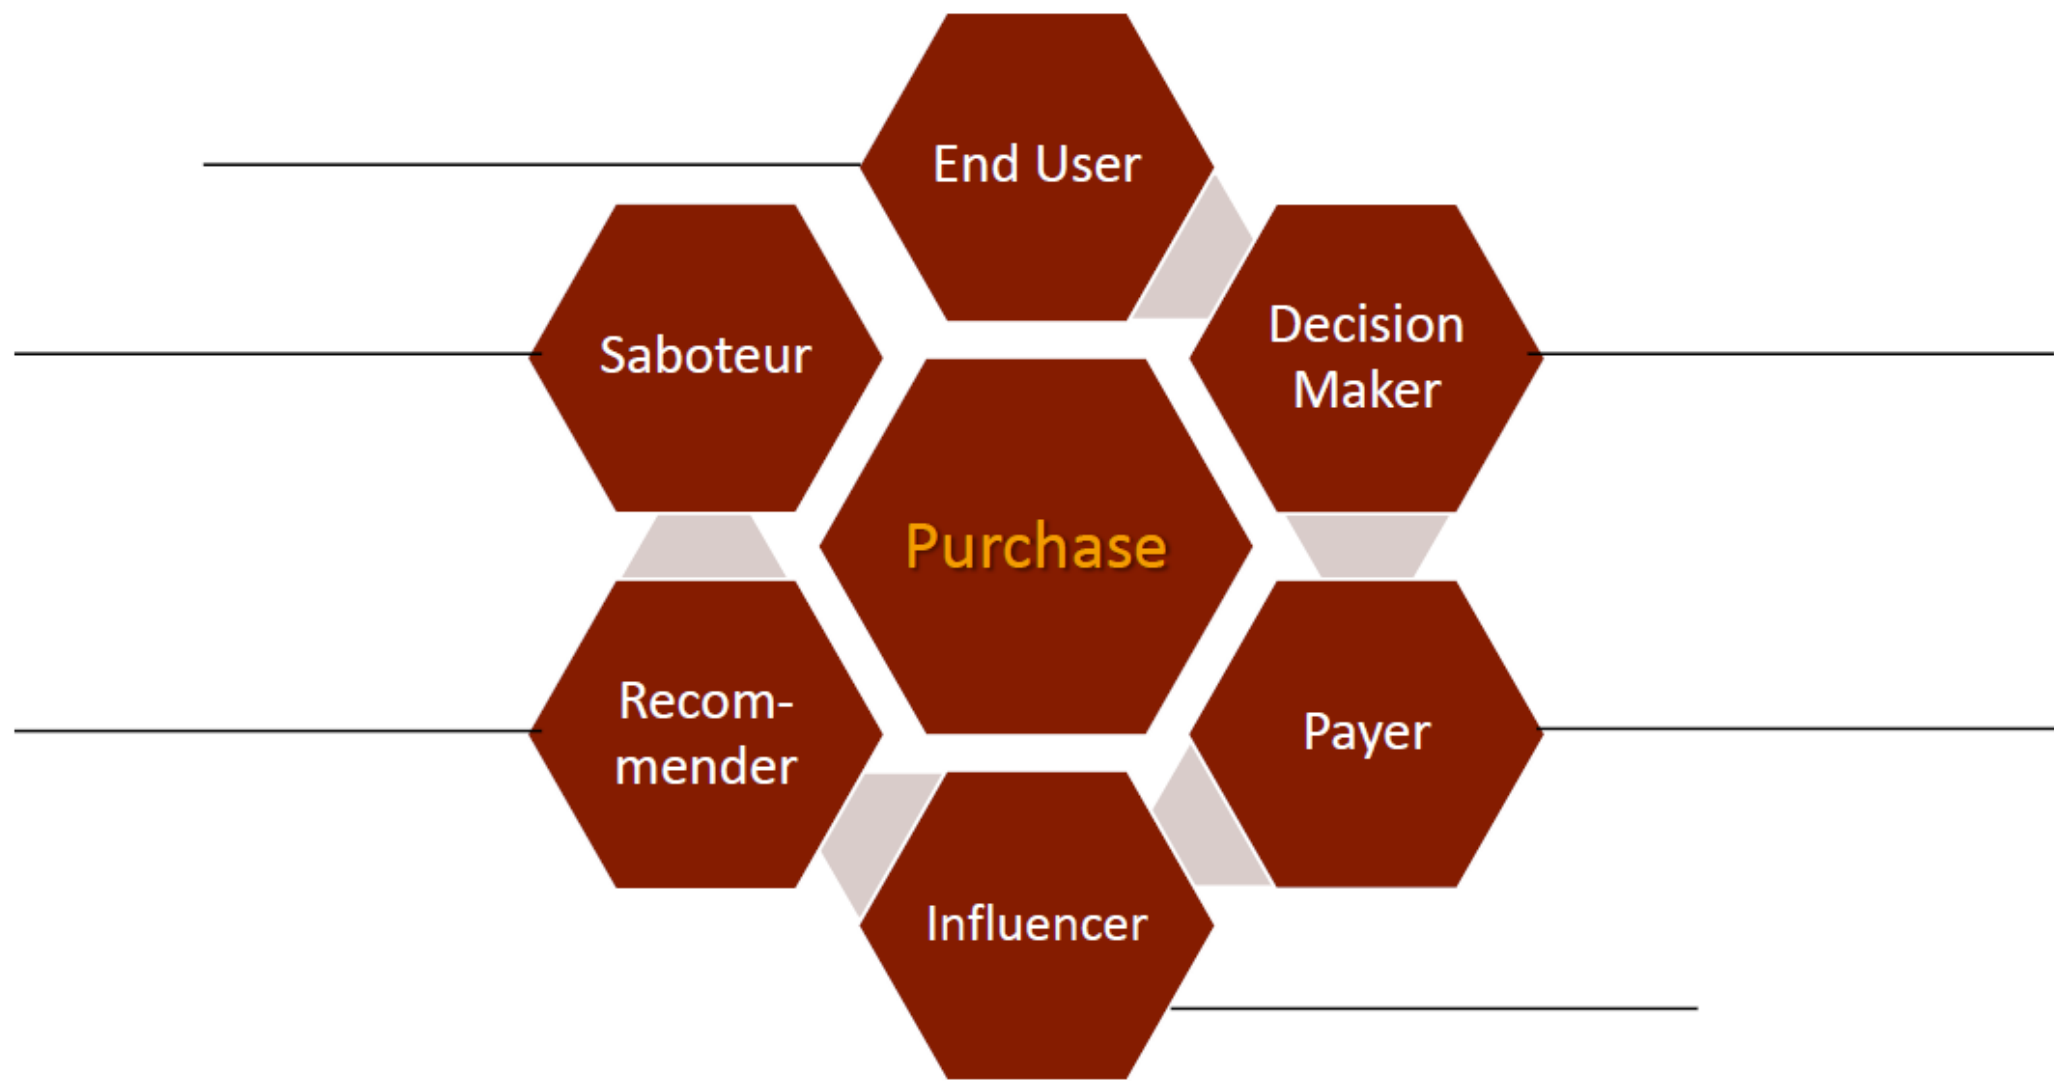 End User
Saboteur
Decision
Maker
Purchase
Recom-
mender
Payer
Influencer